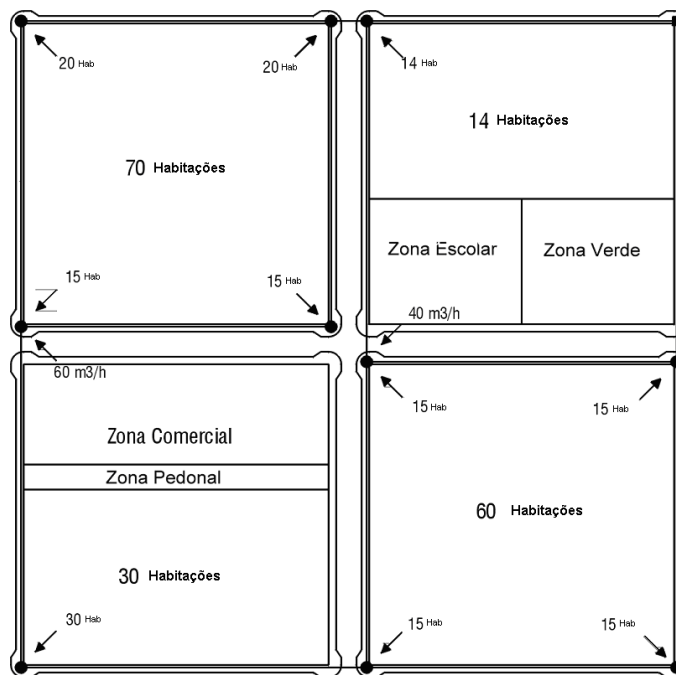 20 Hab
20 Hab
70 Habitações
15 Hab
15 Hab
14 Hab
14 Habitações
Zona Escolar
Zona Verde
40 m3/h
60 m3/h
Zona Comercial
Zona Pedonal
30 Habitações
30 Hab
15 Hab
15 Hab
60 Habitações
15 Hab
15 Hab